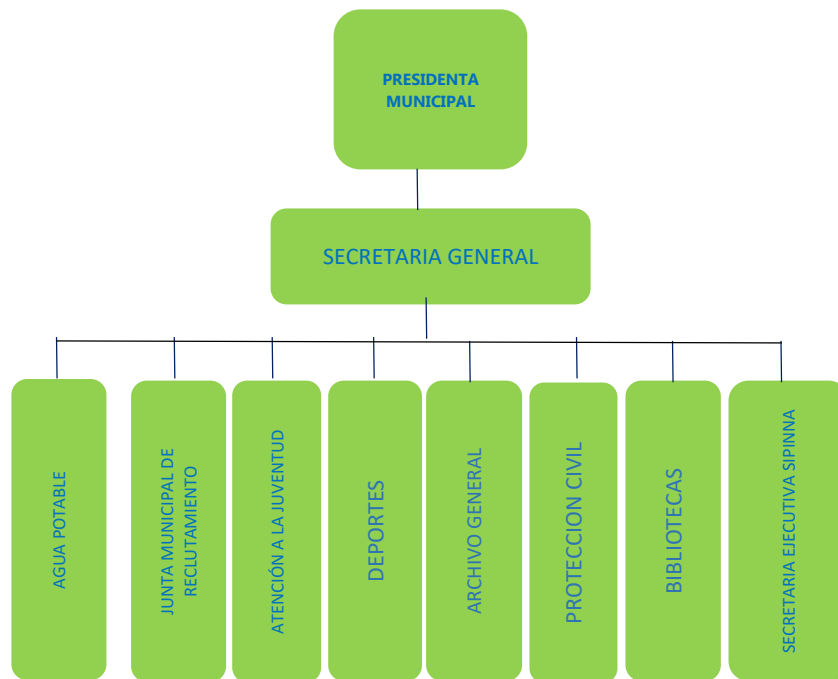 PRESIDENTA
MUNICIPAL
SECRETARIA GENERAL
AGUA POTABLE
JUNTA MUNICIPAL DE
RECLUTAMIENTO
ATENCIÓN A LA JUVENTUD
DEPORTES
ARCHIVO GENERAL
PROTECCION CIVIL
BIBLIOTECAS
SECRETARIA EJECUTIVA SIPINNA